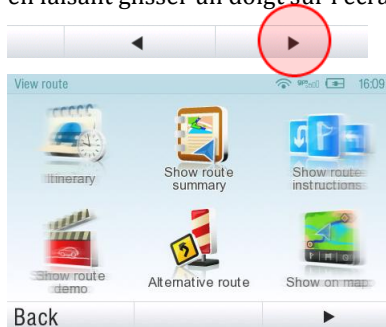 en faisant glisser un doigt sur l'écra
View route 16:09
Itinerary
Show route
summary
Show route
instructions
Show route
demo
Alternative route
Show on map
Back